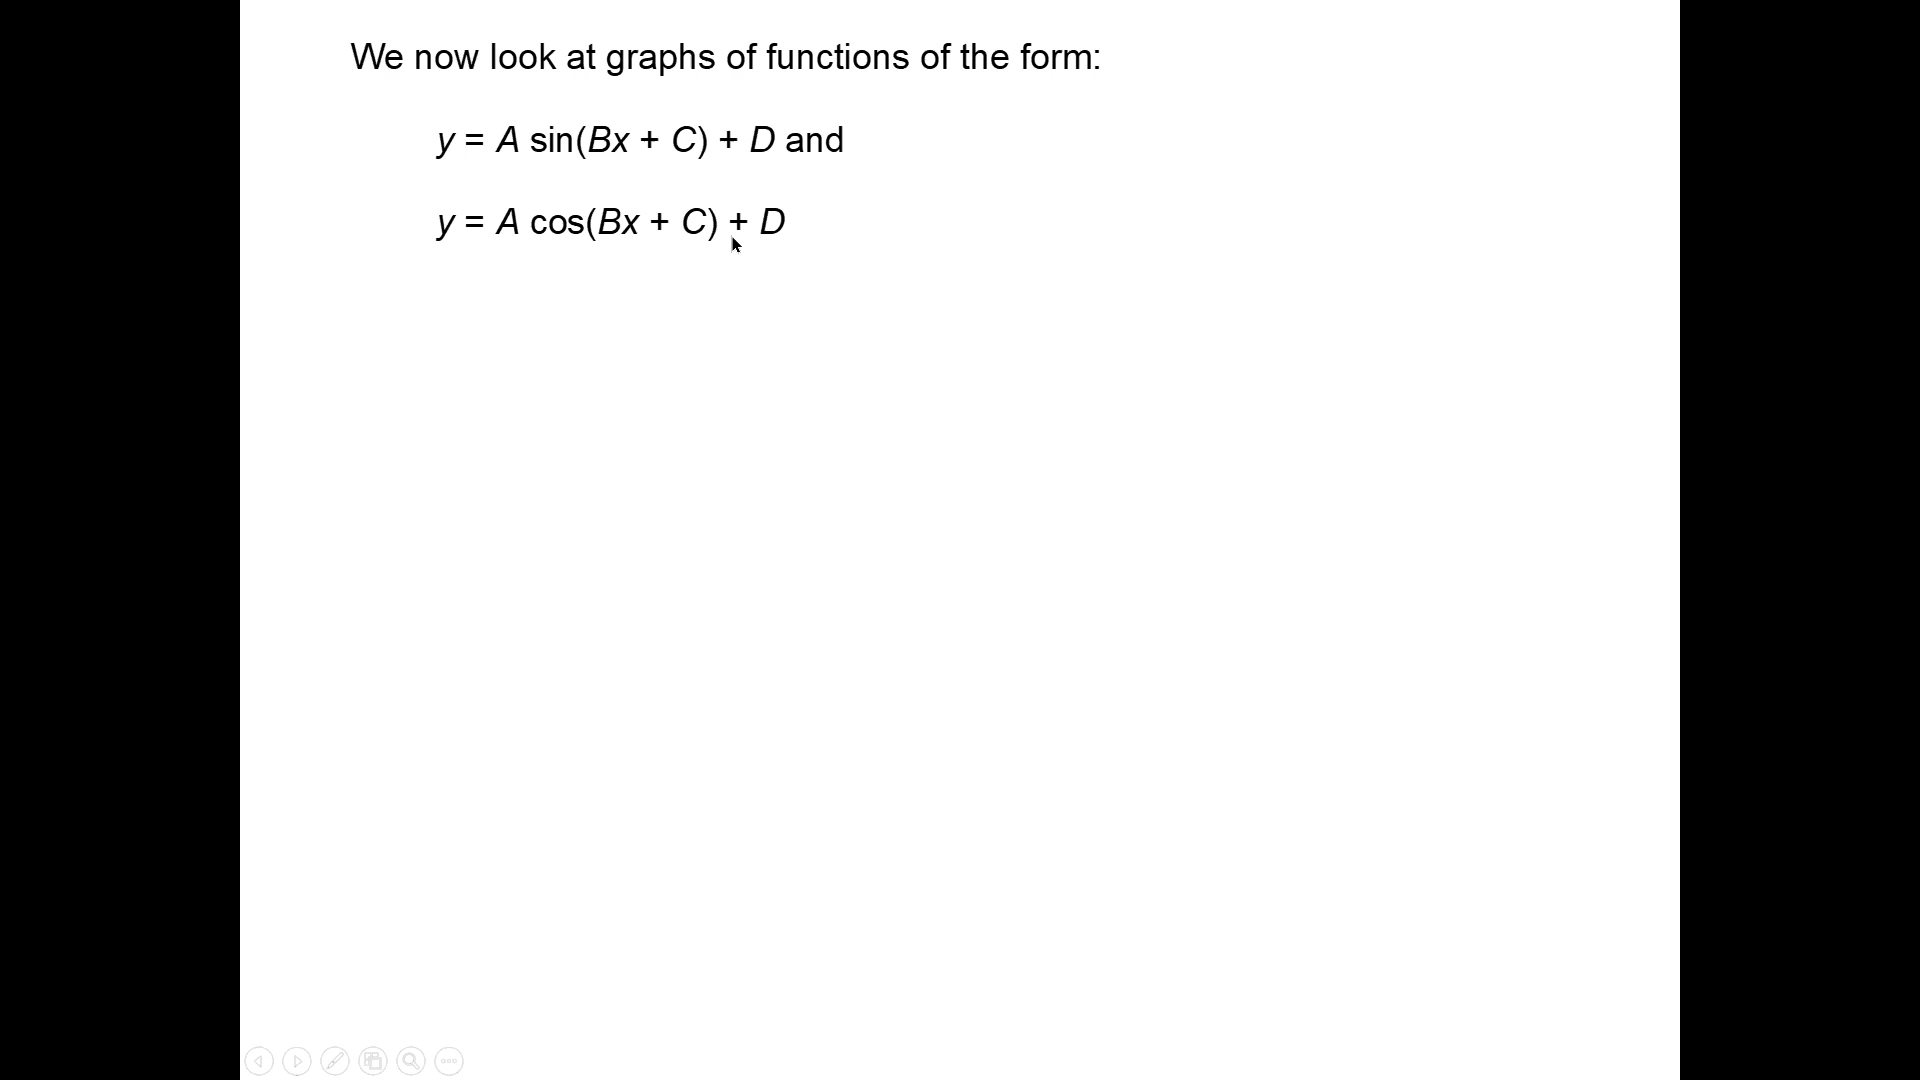 We now look at graphs of functions of the form:
y = A sin(Bx + C) + D and
y = A cos(Bx + C) + D